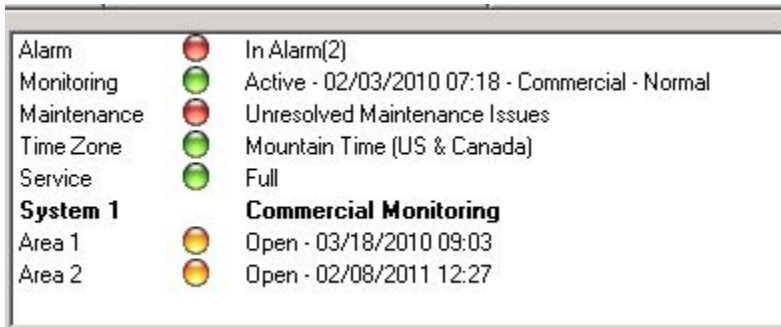 Alarm In Alarm(2)
Monitoring Active - 02/03/2010 07:18 - Commercial - Normal
Maintenance Unresolved Maintenance Issues
Time Zone Mountain Time (US & Canada)
Service Full
System 1 Commercial Monitoring
Area 1 Open - 03/18/2010 09:03
Area 2 Open - 02/08/2011 12:27